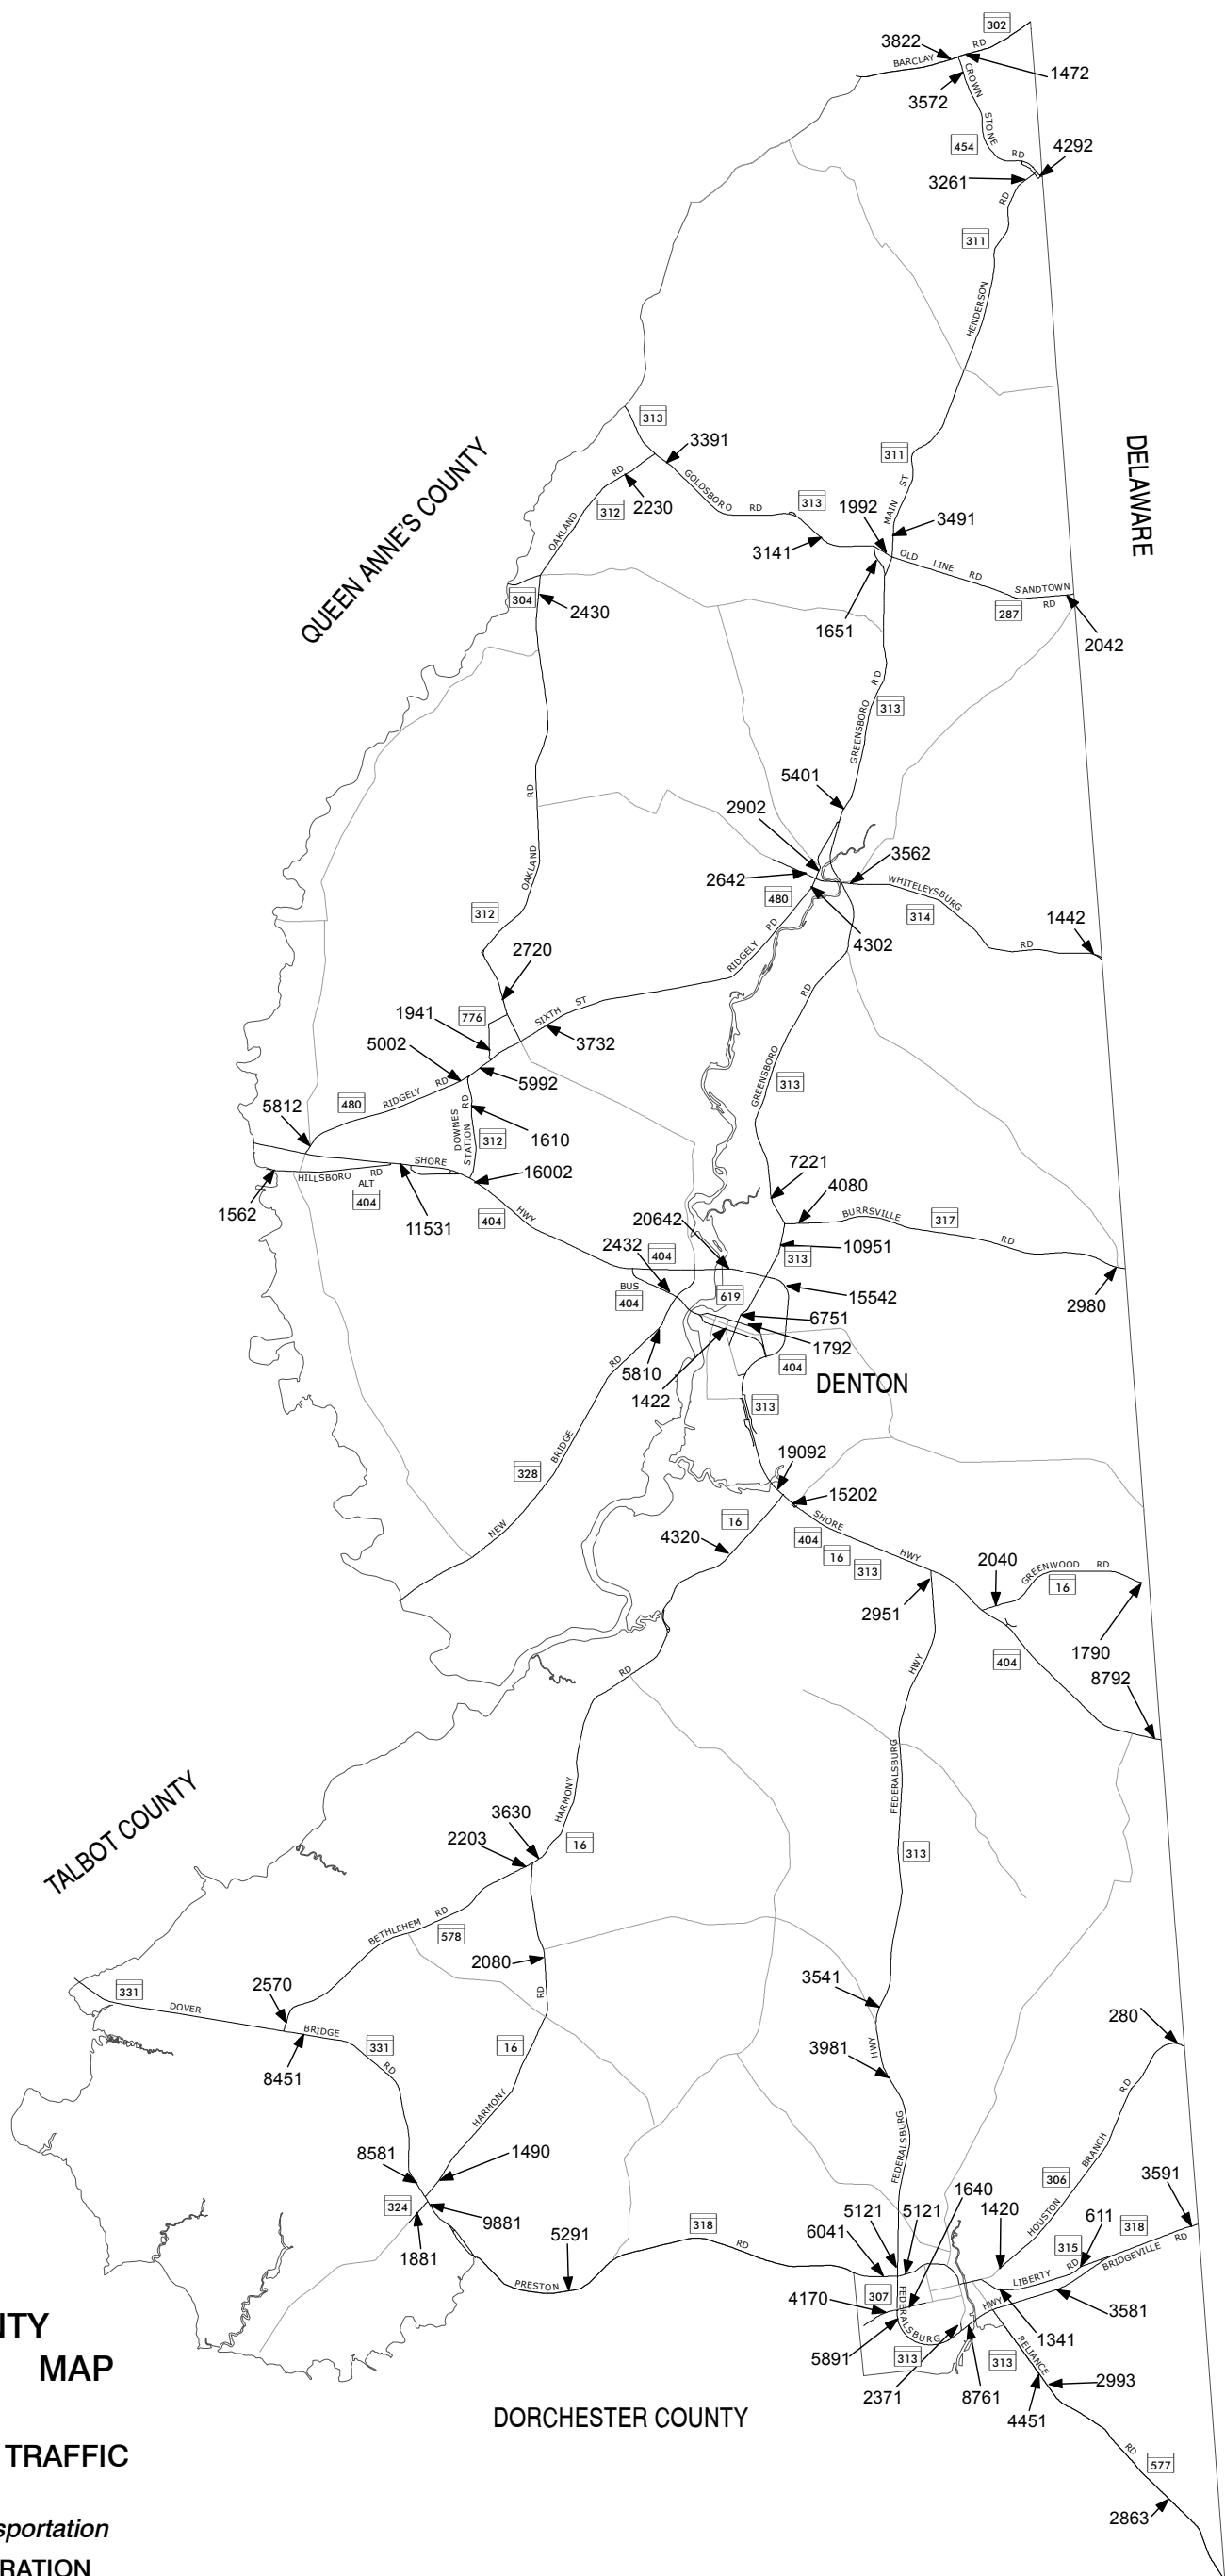 302
3822
RD
BARCLAY
1472
CROWN
3572
STONE
454
RD
4292
3261
RD
311
HENDERSON
313
3391
311
DELAWARE
QUEEN ANNE'S COUNTY
RD
GOLDSBORO
RD
313
ST
2230
312
1992
MAIN
3491
OAKLAND
3141
OLD
LINE
RD
SANDTOWN
304
2430
RD
287
1651
2042
RD
313
GREENSBORO
5401
RD
2902
3562
OAKLAND
2642
WHITELEYSBURG
480
312
314
1442
RD
4302
RD
2720
RIDGELY
RD
ST
1941
776
SIXTH
3732
5002
5992
GREENSBORO
313
RD
480
RIDGELY
RD
5812
DOWNES
STATION
1610
312
SHORE
7221
16002
HILLSBORO
RD
ALT
404
4080
1562
HWY
11531
404
20642
BURRSVILLE
317
RD
2432
404
10951
313
BUS
404
619
15542
2980
6751
1792
RD
5810
404
1422
DENTON
313
BRIDGE
19092
328
15202
NEW
16
SHORE
4320
404
HWY
16
313
2040
GREENWOOD
RD
16
2951
1790
404
HWY
RD
8792
FEDERALSBURG
TALBOT COUNTY
HARMONY
3630
2203
16
313
BETHLEHEM
RD
578
2080
3541
2570
331
DOVER
RD
BRIDGE
280
331
16
HWY
3981
RD
8451
RD
HARMONY
FEDERALSBURG
BRANCH
8581
1490
306
3591
324
1640
9881
5121
5121
1420
HOUSTON
611
318
318
6041
315
1881
5291
RD
RD
BRIDGEVILLE
RD
PRESTON
LIBERTY
307
4170
FEDERALSBURG
HWY
3581
1341
5891
313
RELIANCE
313
NTY
MAP
2993
2371
8761
4451
DORCHESTER COUNTY
RD
TRAFFIC
577
2863
sportation
RATION